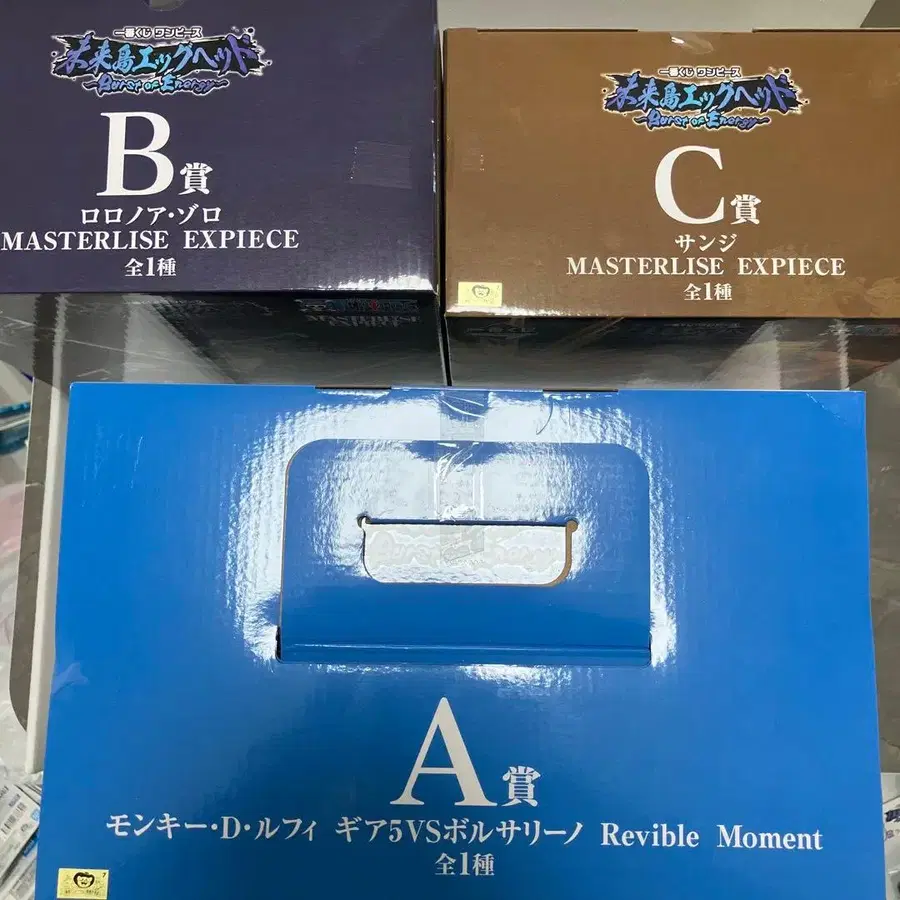 一番くじ ワンピース
未来島エッグヘッド
~Burst of Energy~
B賞
ロロノア・ゾロ
MASTERLISE EXPIECE
全1種
一番くじ ワンピース
未来島エッグヘッド
~Burst of Energy~
C賞
サンジ
MASTERLISE EXPIECE
全1種
A賞
モンキー・D・ルフィ ギア5VSボルサリーノ Revible Moment
全1種